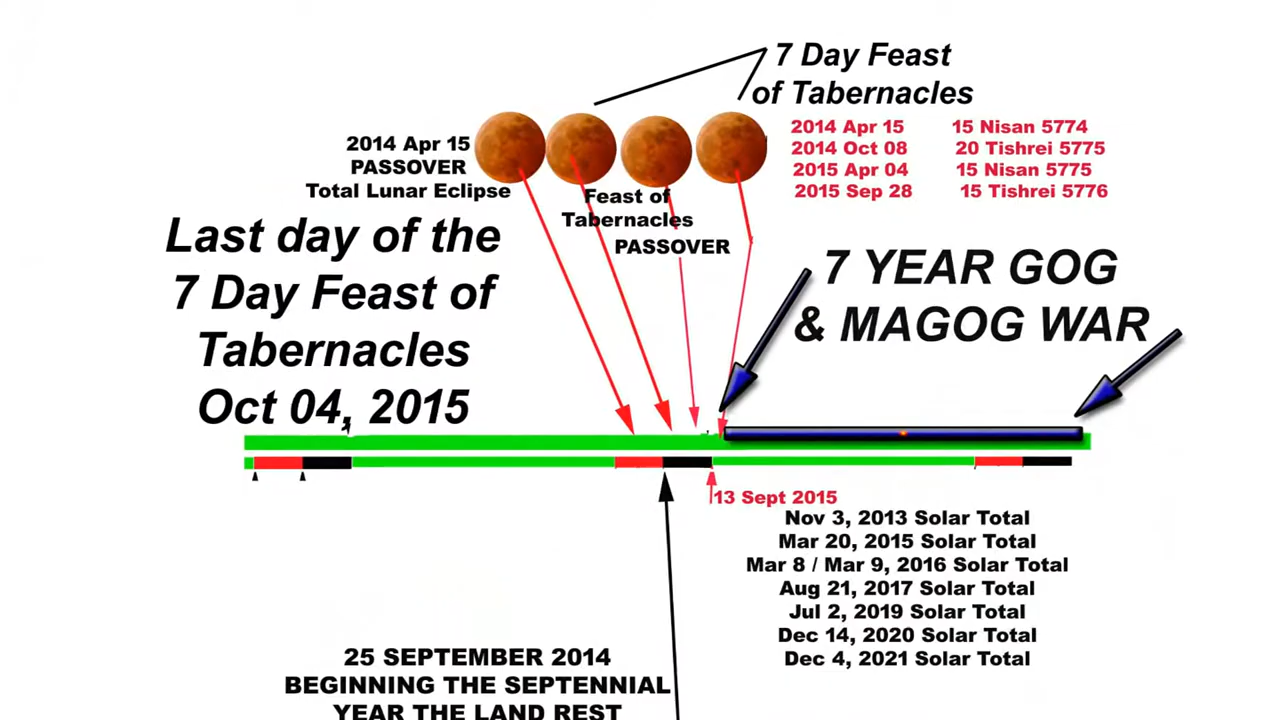 7 Day Feast
of Tabernacles
2014 Apr 15
PASSOVER
Total Lunar Eclipse
2014 Apr 15 15 Nisan 5774
2014 Oct 08 20 Tishrei 5775
2015 Apr 04 15 Nisan 5775
2015 Sep 28 15 Tishrei 5776
Feast of
Tabernacles
PASSOVER
Last day of the
7 Day Feast of
Tabernacles
Oct 04, 2015
7 YEAR GOG
& MAGOG WAR
13 Sept 2015
Nov 3, 2013 Solar Total
Mar 20, 2015 Solar Total
Mar 8 / Mar 9, 2016 Solar Total
Aug 21, 2017 Solar Total
Jul 2, 2019 Solar Total
Dec 14, 2020 Solar Total
Dec 4, 2021 Solar Total
25 SEPTEMBER 2014
BEGINNING THE SEPTENNIAL
YEAR THE LAND REST